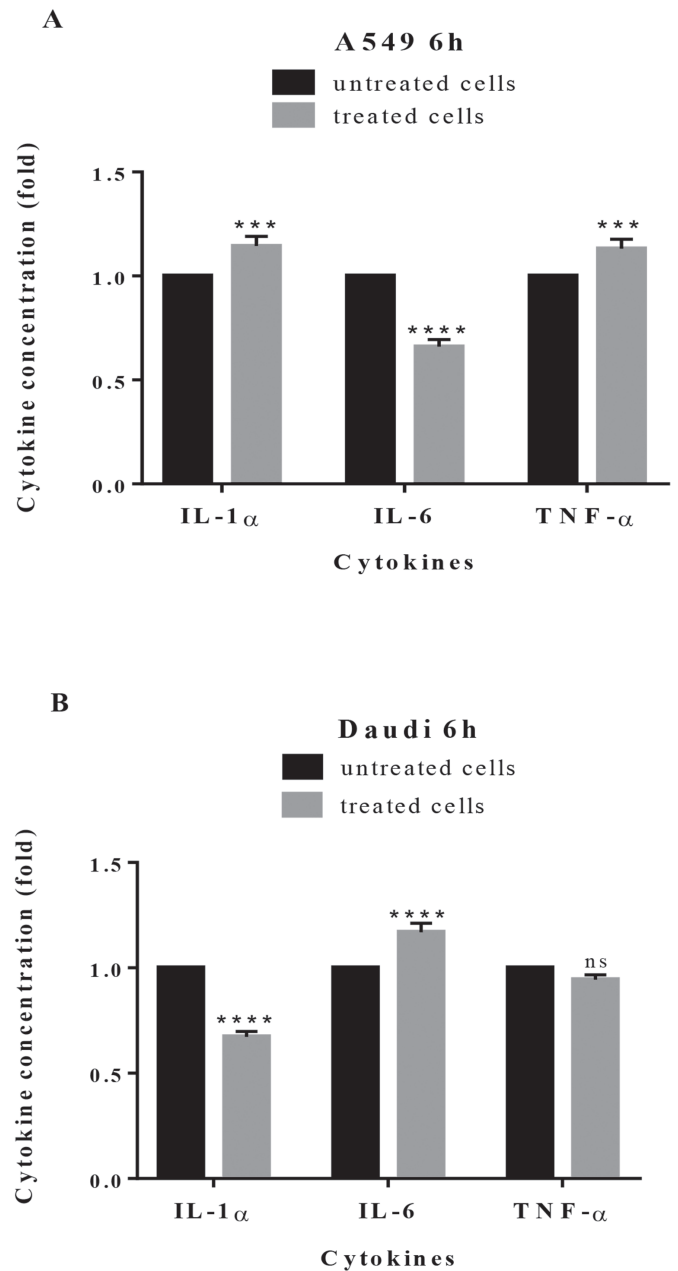 A
A549 6h
untreated cells
treated cells
Cytokine concentration (fold)
1.5
1.0
0.5
0.0
***
****
***
IL-1α
IL-6
TNF-α
Cytokines
B
Daudi 6h
untreated cells
treated cells
Cytokine concentration (fold)
1.5
1.0
0.5
0.0
****
****
ns
IL-1α
IL-6
TNF-α
Cytokines